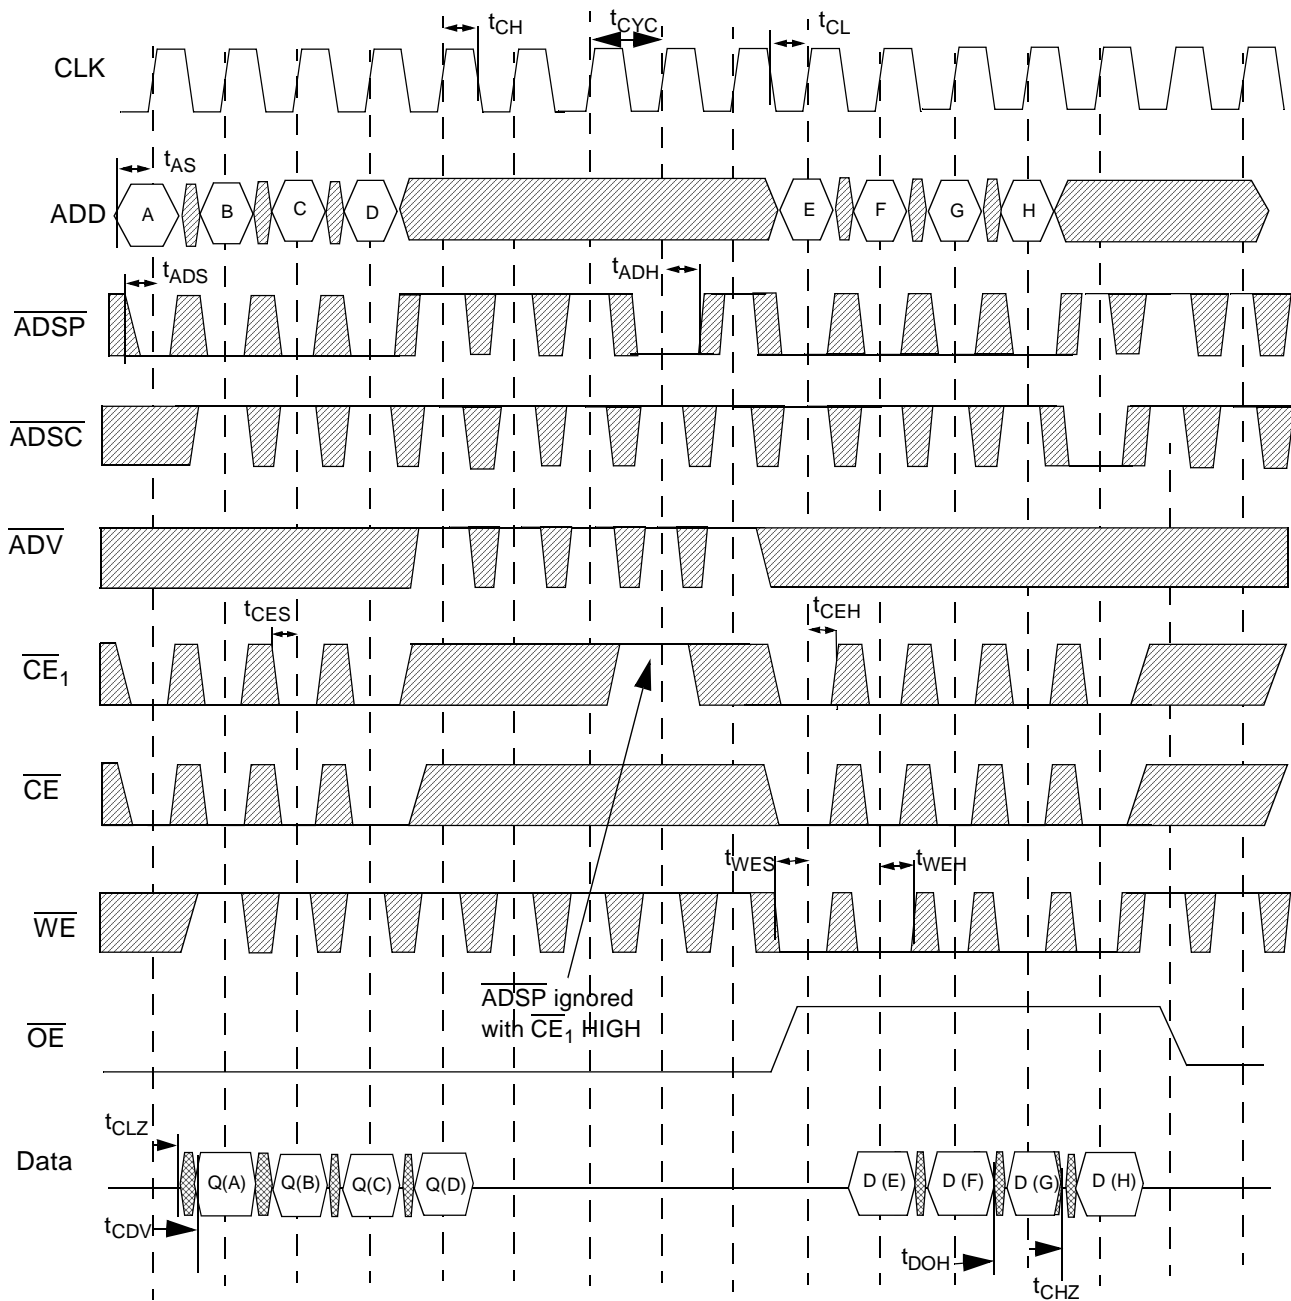 tCH
tCYC
tCL
CLK
tAS
ADD
A
B
C
D
E
F
G
H
tADS
tADH
ADSP
ADSC
ADV
tCES
tCEH
CE1
CE
tWES
tWEH
WE
ADSP ignored
with CE1 HIGH
OE
tCLZ
Data
Q(A)
Q(B)
Q(C)
Q(D)
D (E)
D (F)
D (G)
D (H)
tCDV
tDOH
tCHZ